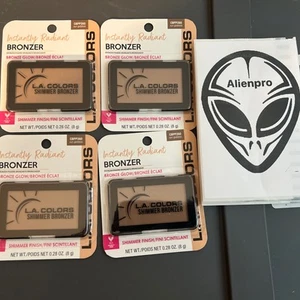 Instantly Radiant
BRONZER
BRONZE GLOW/BRONZE ÉCLAT
L.A. COLORS
L.A. COLORS
SHIMMER BRONZER
SHIMMER FINISH/FINI SCINTILLANT
NET WT./POIDS NET 0.28 OZ. (8 g)
Instantly Radiant
BRONZER
BRONZE GLOW/BRONZE ÉCLAT
L.A. COLORS
L.A. COLORS
SHIMMER BRONZER
SHIMMER FINISH/FINI SCINTILLANT
NET WT./POIDS NET 0.28 OZ. (8 g)
Instantly Radiant
BRONZER
BRONZE GLOW/BRONZE ÉCLAT
L.A. COLORS
L.A. COLORS
SHIMMER BRONZER
SHIMMER FINISH/FINI SCINTILLANT
NET WT./POIDS NET 0.28 OZ. (8 g)
Instantly Radiant
BRONZER
BRONZE GLOW/BRONZE ÉCLAT
L.A. COLORS
L.A. COLORS
SHIMMER BRONZER
SHIMMER FINISH/FINI SCINTILLANT
NET WT./POIDS NET 0.28 OZ. (8 g)
Alienpro